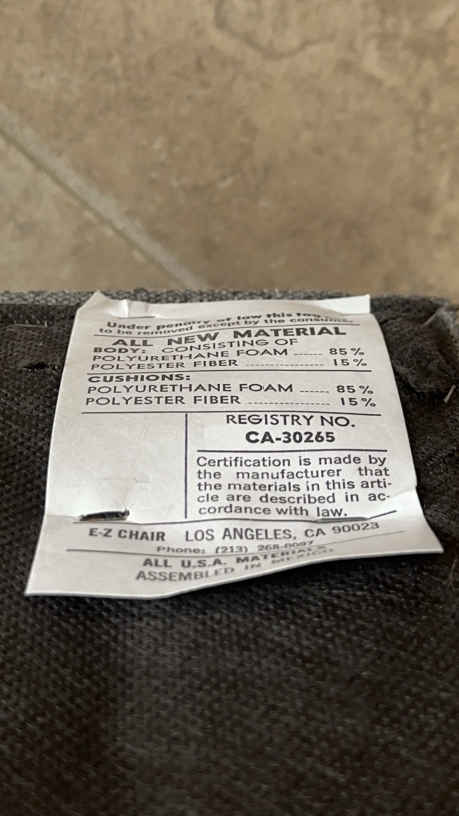 Under penalty of law this tag
to be removed except by the consumer
ALL NEW MATERIAL
BODY: CONSISTING OF
POLYURETHANE FOAM ...... 85%
POLYESTER FIBER ................. 15%
CUSHIONS:
POLYURETHANE FOAM ...... 85%
POLYESTER FIBER ................. 15%
REGISTRY NO.
CA-30265
Certification is made by
the manufacturer that
the materials in this arti-
cle are described in ac-
cordance with law.
E-Z CHAIR LOS ANGELES, CA 90023
Phone: (213) 268-
ALL U.S.A. MATERIALS
ASSEMBLED IN MEXICO